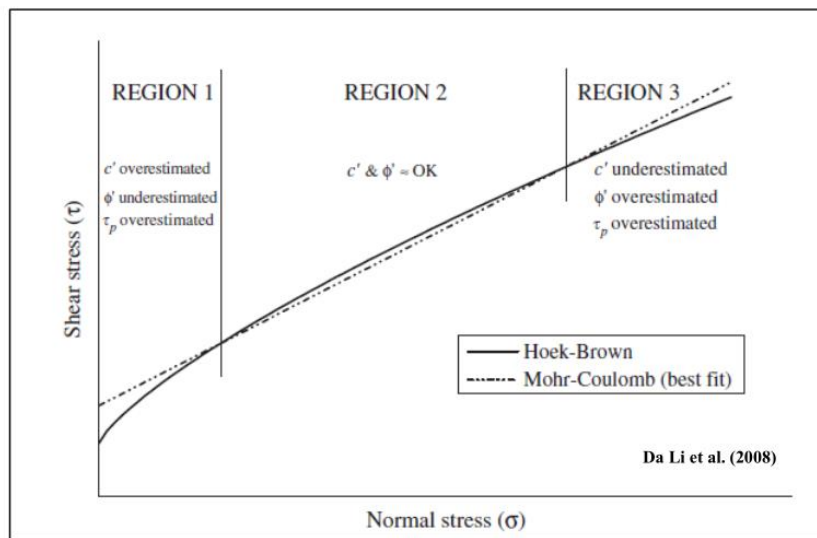 REGION 1
REGION 2
REGION 3
c' overestimated
ϕ' underestimated
τp overestimated
c' & ϕ' ≈ OK
c' underestimated
ϕ' overestimated
τp overestimated
Shear stress (τ)
Hoek-Brown
Mohr-Coulomb (best fit)
Da Li et al. (2008)
Normal stress (σ)